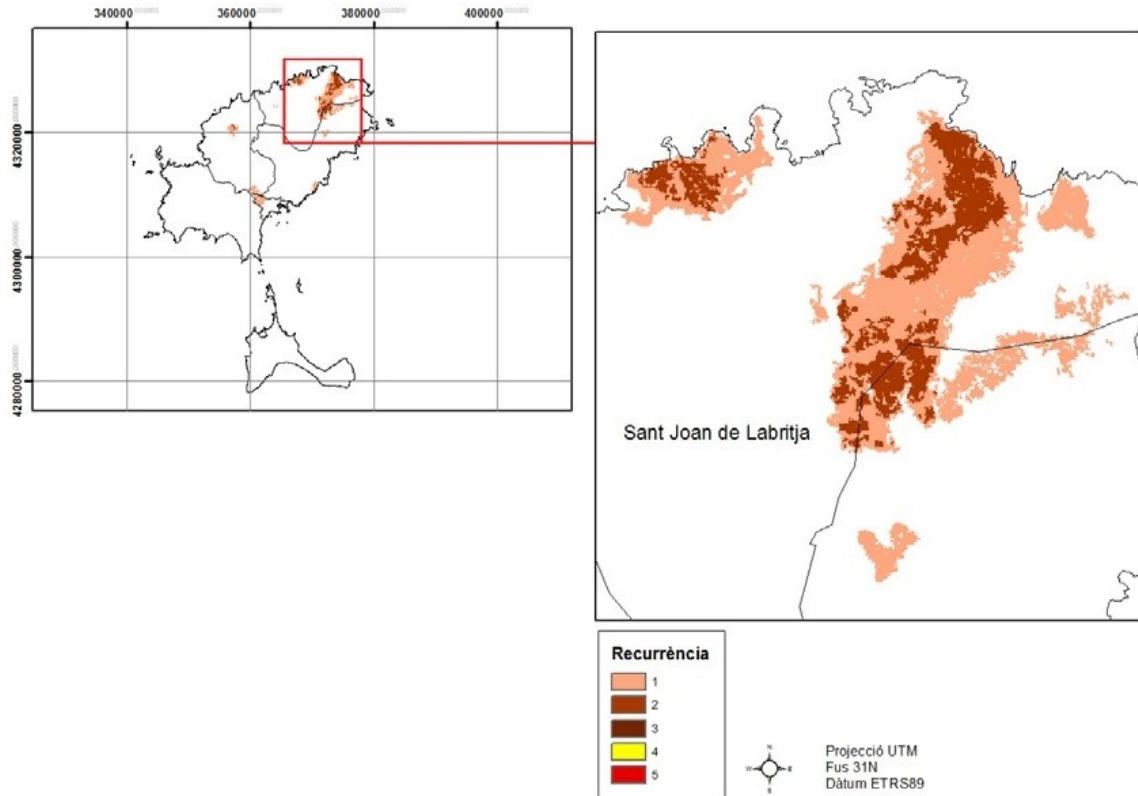 340000 360000 380000 400000
4320000
4300000
4280000
Sant Joan de Labritja
Recurrència
1
2
3
4
5
N
W E
S
Projecció UTM
Fus 31N
Dàtum ETRS89